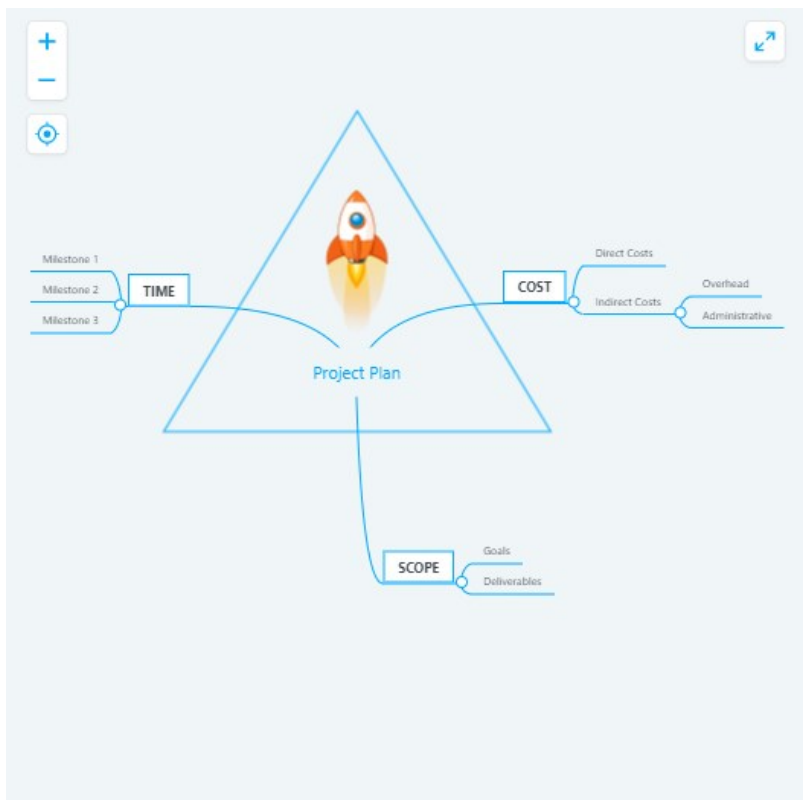 Milestone 1
Milestone 2
Milestone 3
TIME
Project Plan
COST
Direct Costs
Indirect Costs
Overhead
Administrative
SCOPE
Goals
Deliverables